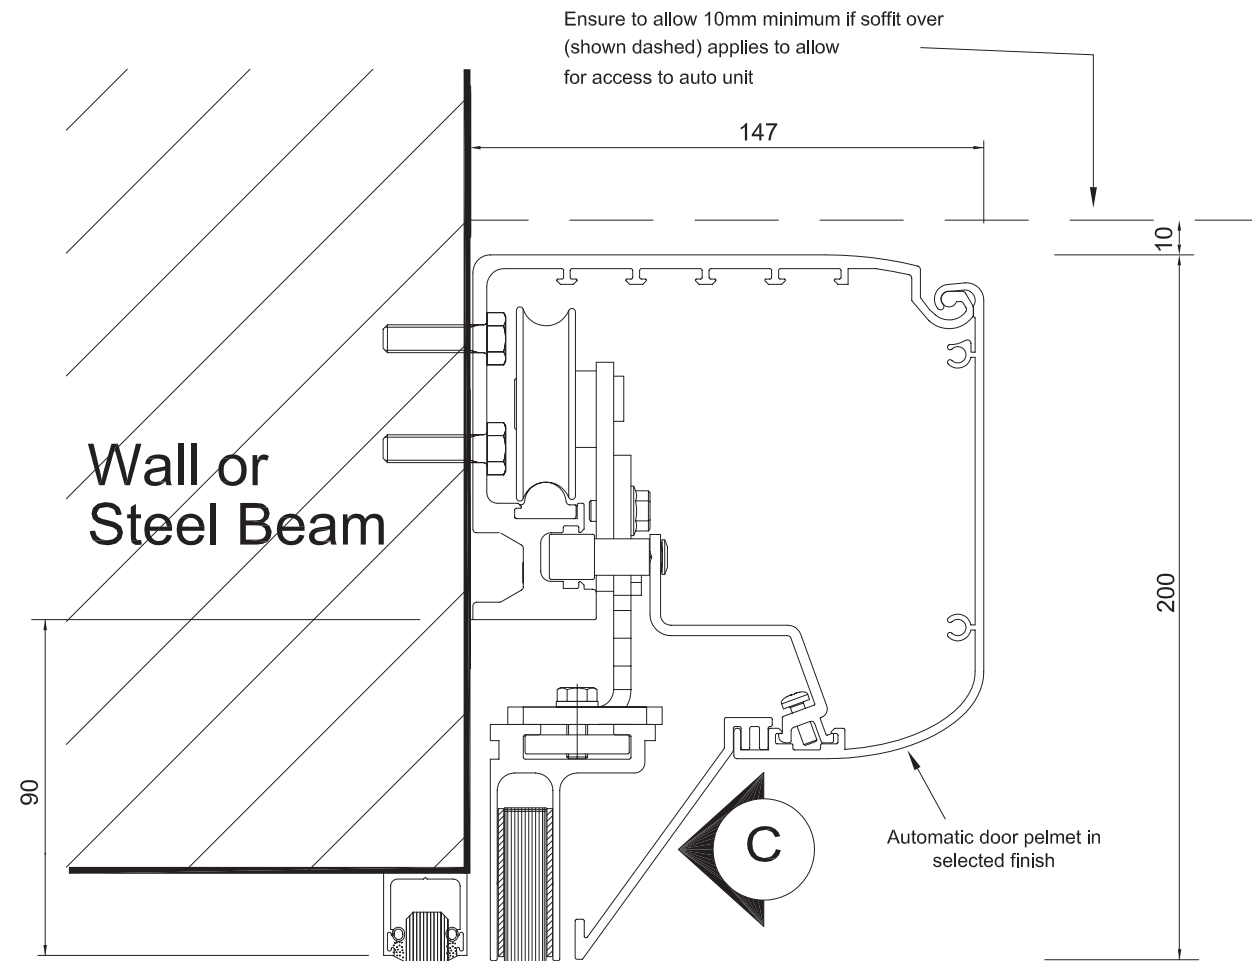 Ensure to allow 10mm minimum if soffit over
(shown dashed) applies to allow
for access to auto unit
147
10
Wall or
Steel Beam
200
90
C
Automatic door pelmet in
selected finish